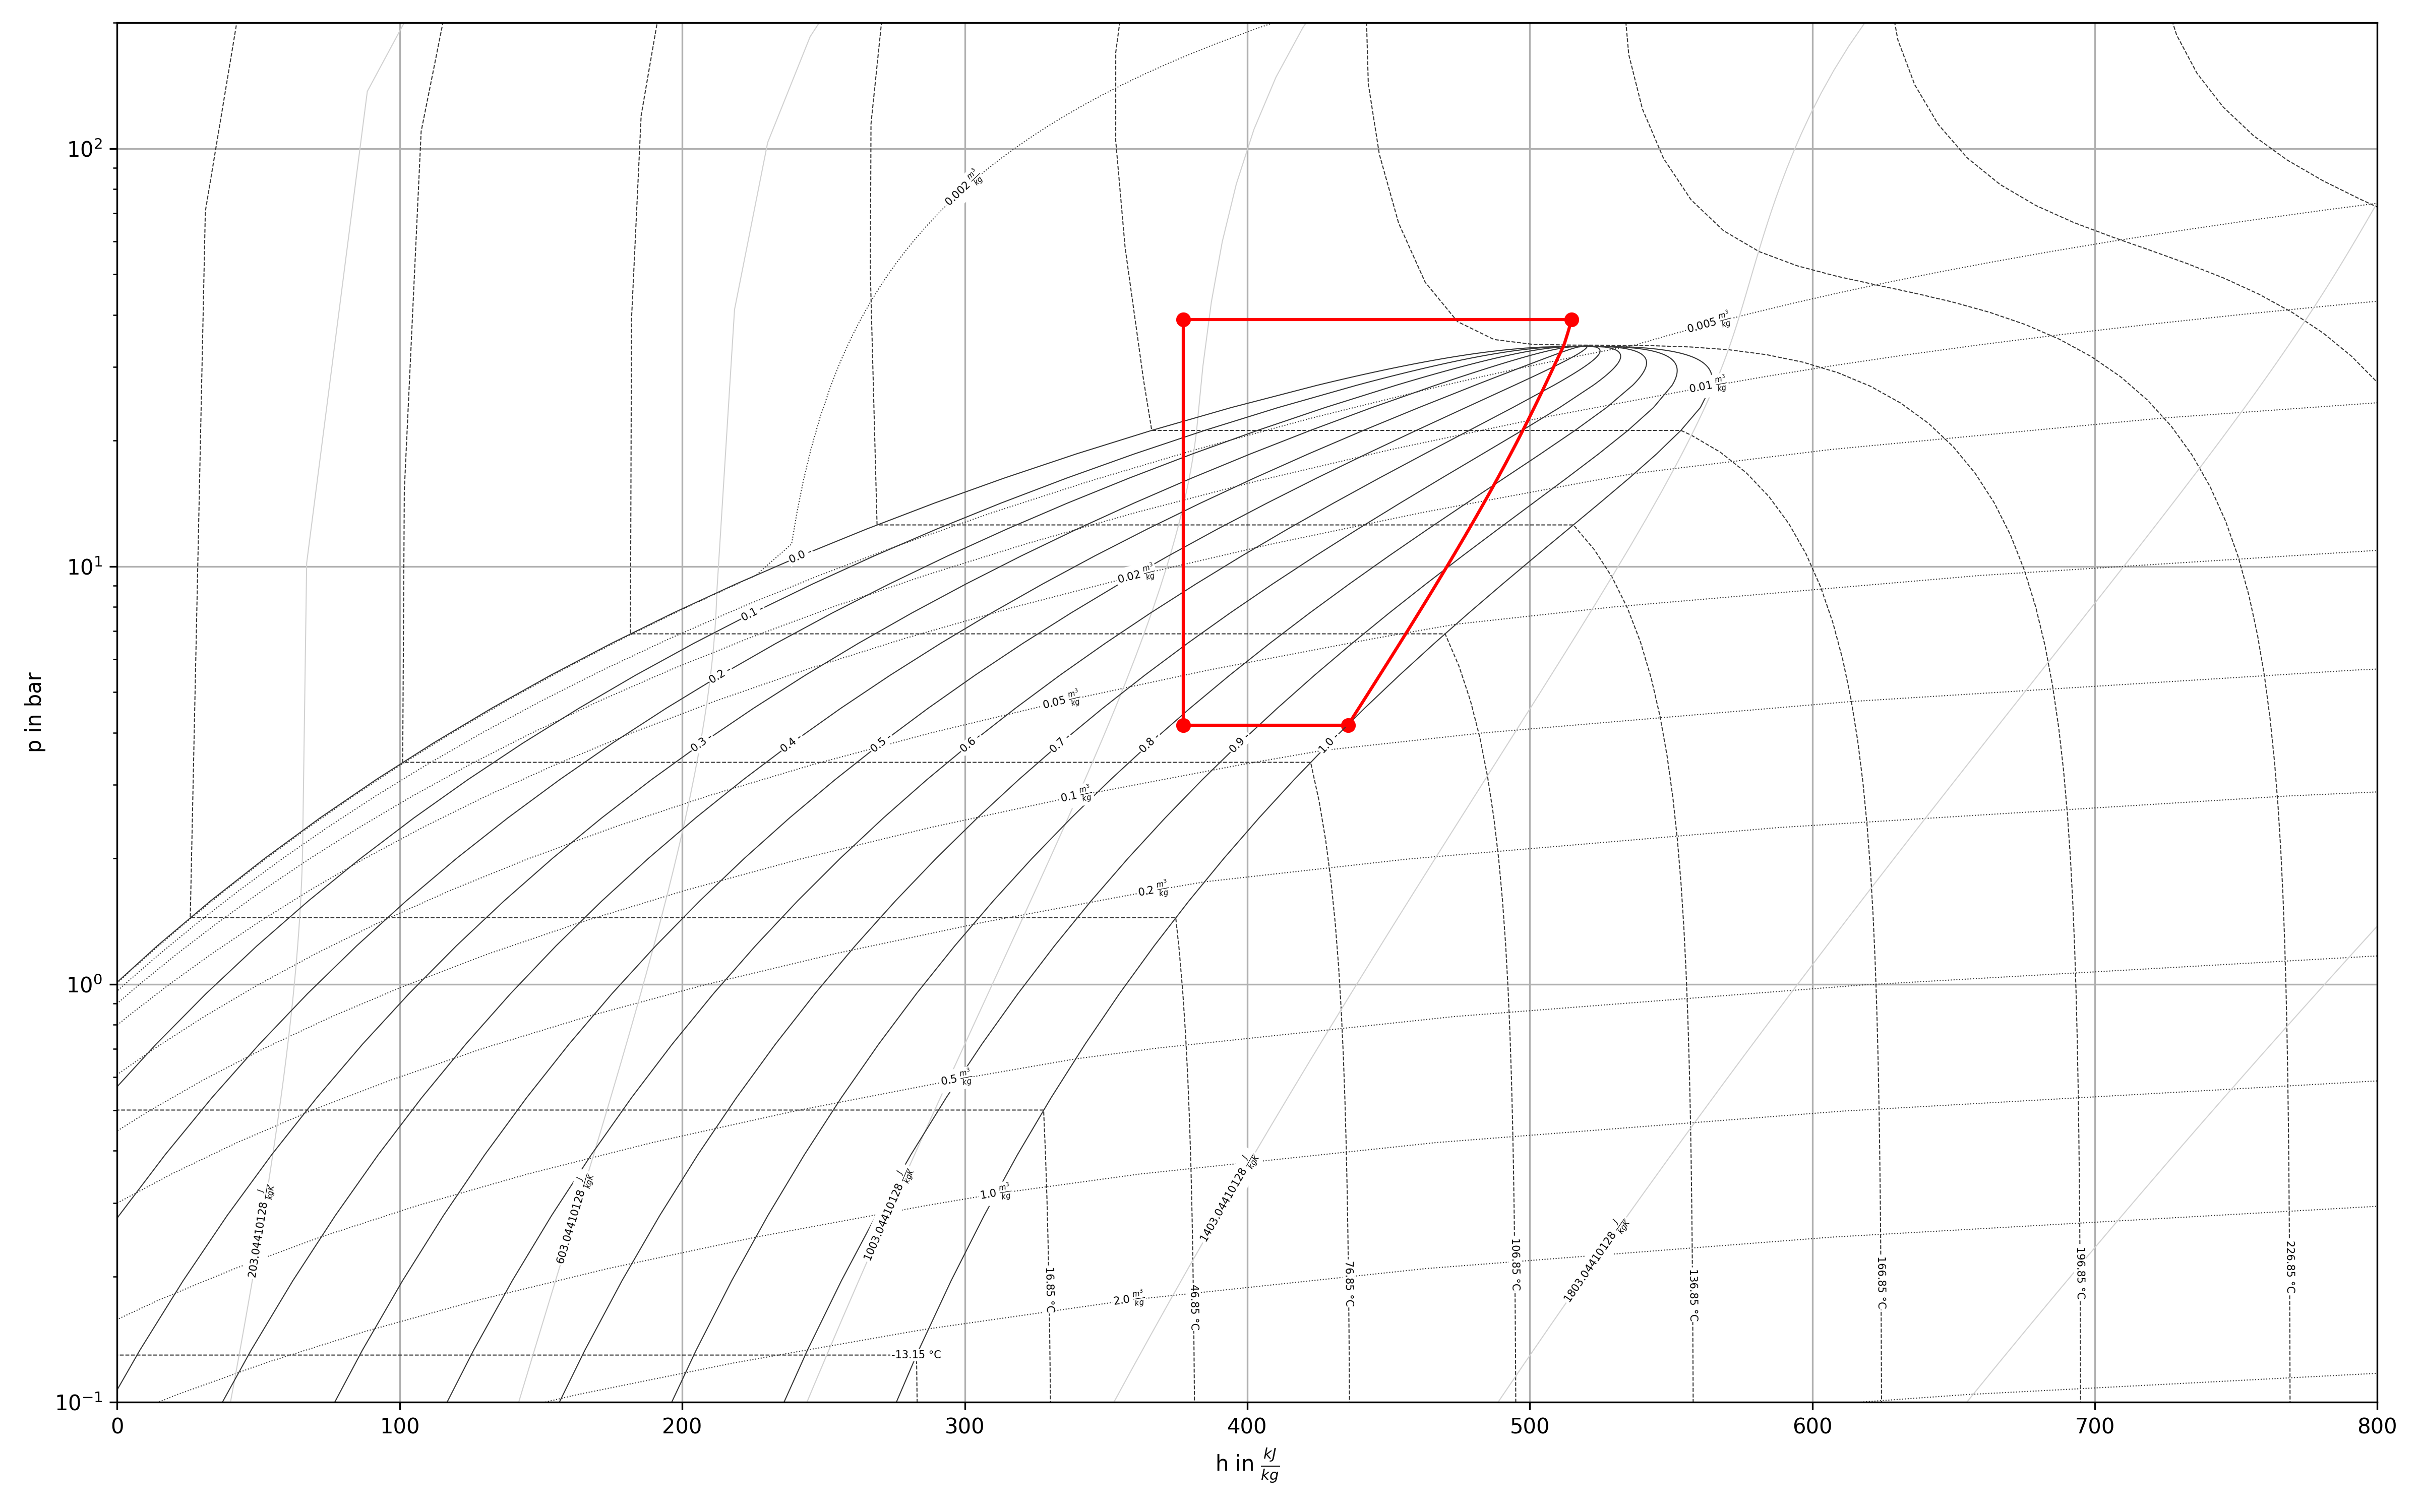 10²
10¹
10⁰
10⁻¹
p in bar
0.002 m³/kg
0.005 m³/kg
0.01 m³/kg
0.0
0.02 m³/kg
0.1
0.2
0.05 m³/kg
0.3
0.4
0.5
0.6
0.7
0.8
0.9
1.0
0.1 m³/kg
0.2 m³/kg
0.5 m³/kg
1.0 m³/kg
2.0 m³/kg
203.04410128 J/kgK
603.04410128 J/kgK
1003.04410128 J/kgK
1403.04410128 J/kgK
1803.04410128 J/kgK
-13.15 °C
16.85 °C
46.85 °C
76.85 °C
106.85 °C
136.85 °C
166.85 °C
196.85 °C
226.85 °C
0
100
200
300
400
500
600
700
800
h in kJ/kg